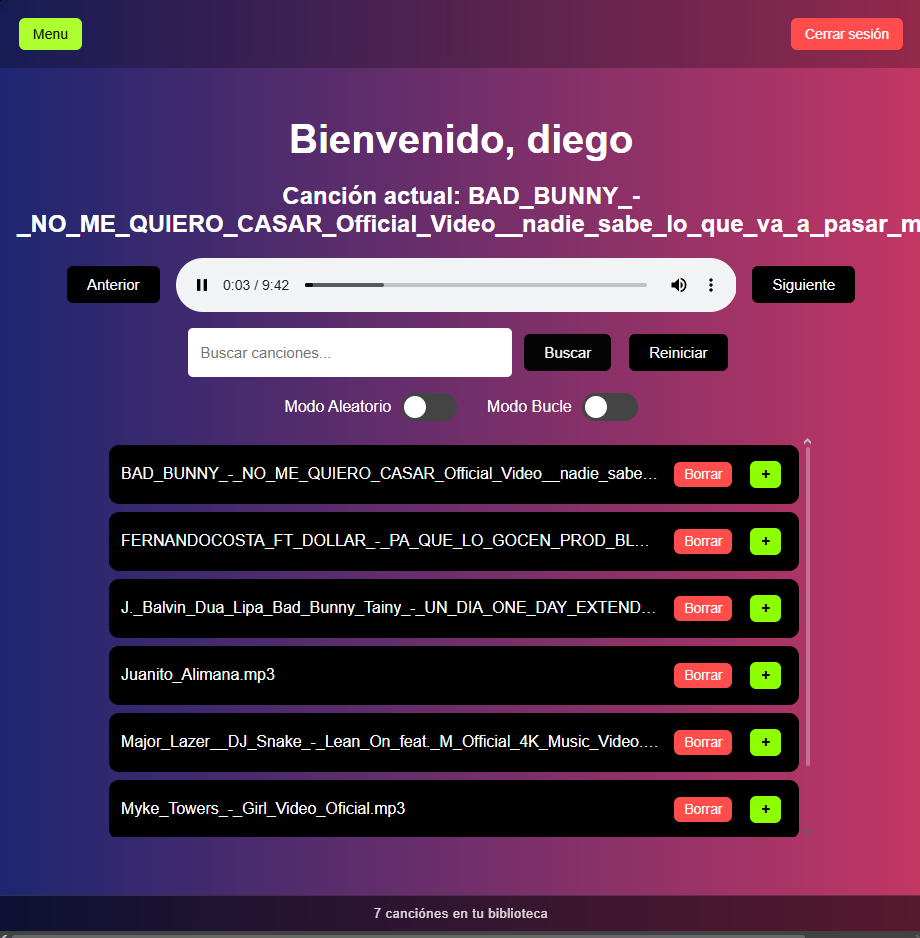 Menu
Cerrar sesión
Bienvenido, diego
Canción actual: BAD_BUNNY_-
_NO_ME_QUIERO_CASAR_Official_Video__nadie_sabe_lo_que_va_a_pasar_m
Anterior
0:03 / 9:42
Siguiente
Buscar canciones...
Buscar
Reiniciar
Modo Aleatorio
Modo Bucle
BAD_BUNNY_-_NO_ME_QUIERO_CASAR_Official_Video__nadie_sabe...
Borrar
+
FERNANDOCOSTA_FT_DOLLAR_-_PA_QUE_LO_GOCEN_PROD_BL...
Borrar
+
J._Balvin_Dua_Lipa_Bad_Bunny_Tainy_-_UN_DIA_ONE_DAY_EXTEND...
Borrar
+
Juanito_Alimana.mp3
Borrar
+
Major_Lazer__DJ_Snake_-_Lean_On_feat._M_Official_4K_Music_Video....
Borrar
+
Myke_Towers_-_Girl_Video_Oficial.mp3
Borrar
+
7 canciónes en tu biblioteca